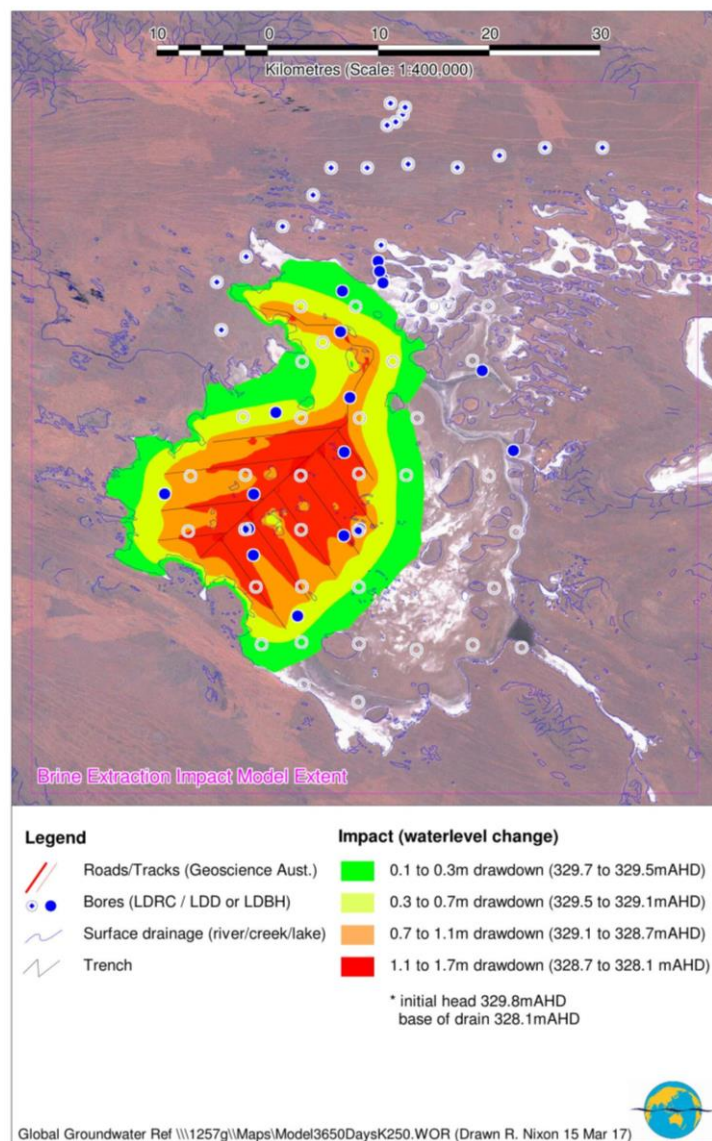 10 0 10 20 30
Kilometres (Scale: 1:400,000)
Brine Extraction Impact Model Extent
Legend
Roads/Tracks (Geoscience Aust.)
Bores (LDRC / LDD or LDBH)
Surface drainage (river/creek/lake)
Trench
Impact (waterlevel change)
0.1 to 0.3m drawdown (329.7 to 329.5mAHD)
0.3 to 0.7m drawdown (329.5 to 329.1mAHD)
0.7 to 1.1m drawdown (329.1 to 328.7mAHD)
1.1 to 1.7m drawdown (328.7 to 328.1 mAHD)
* initial head 329.8mAHD
base of drain 328.1mAHD
Global Groundwater Ref \\\1257g\\Maps\Model3650DaysK250.WOR (Drawn R. Nixon 15 Mar 17)